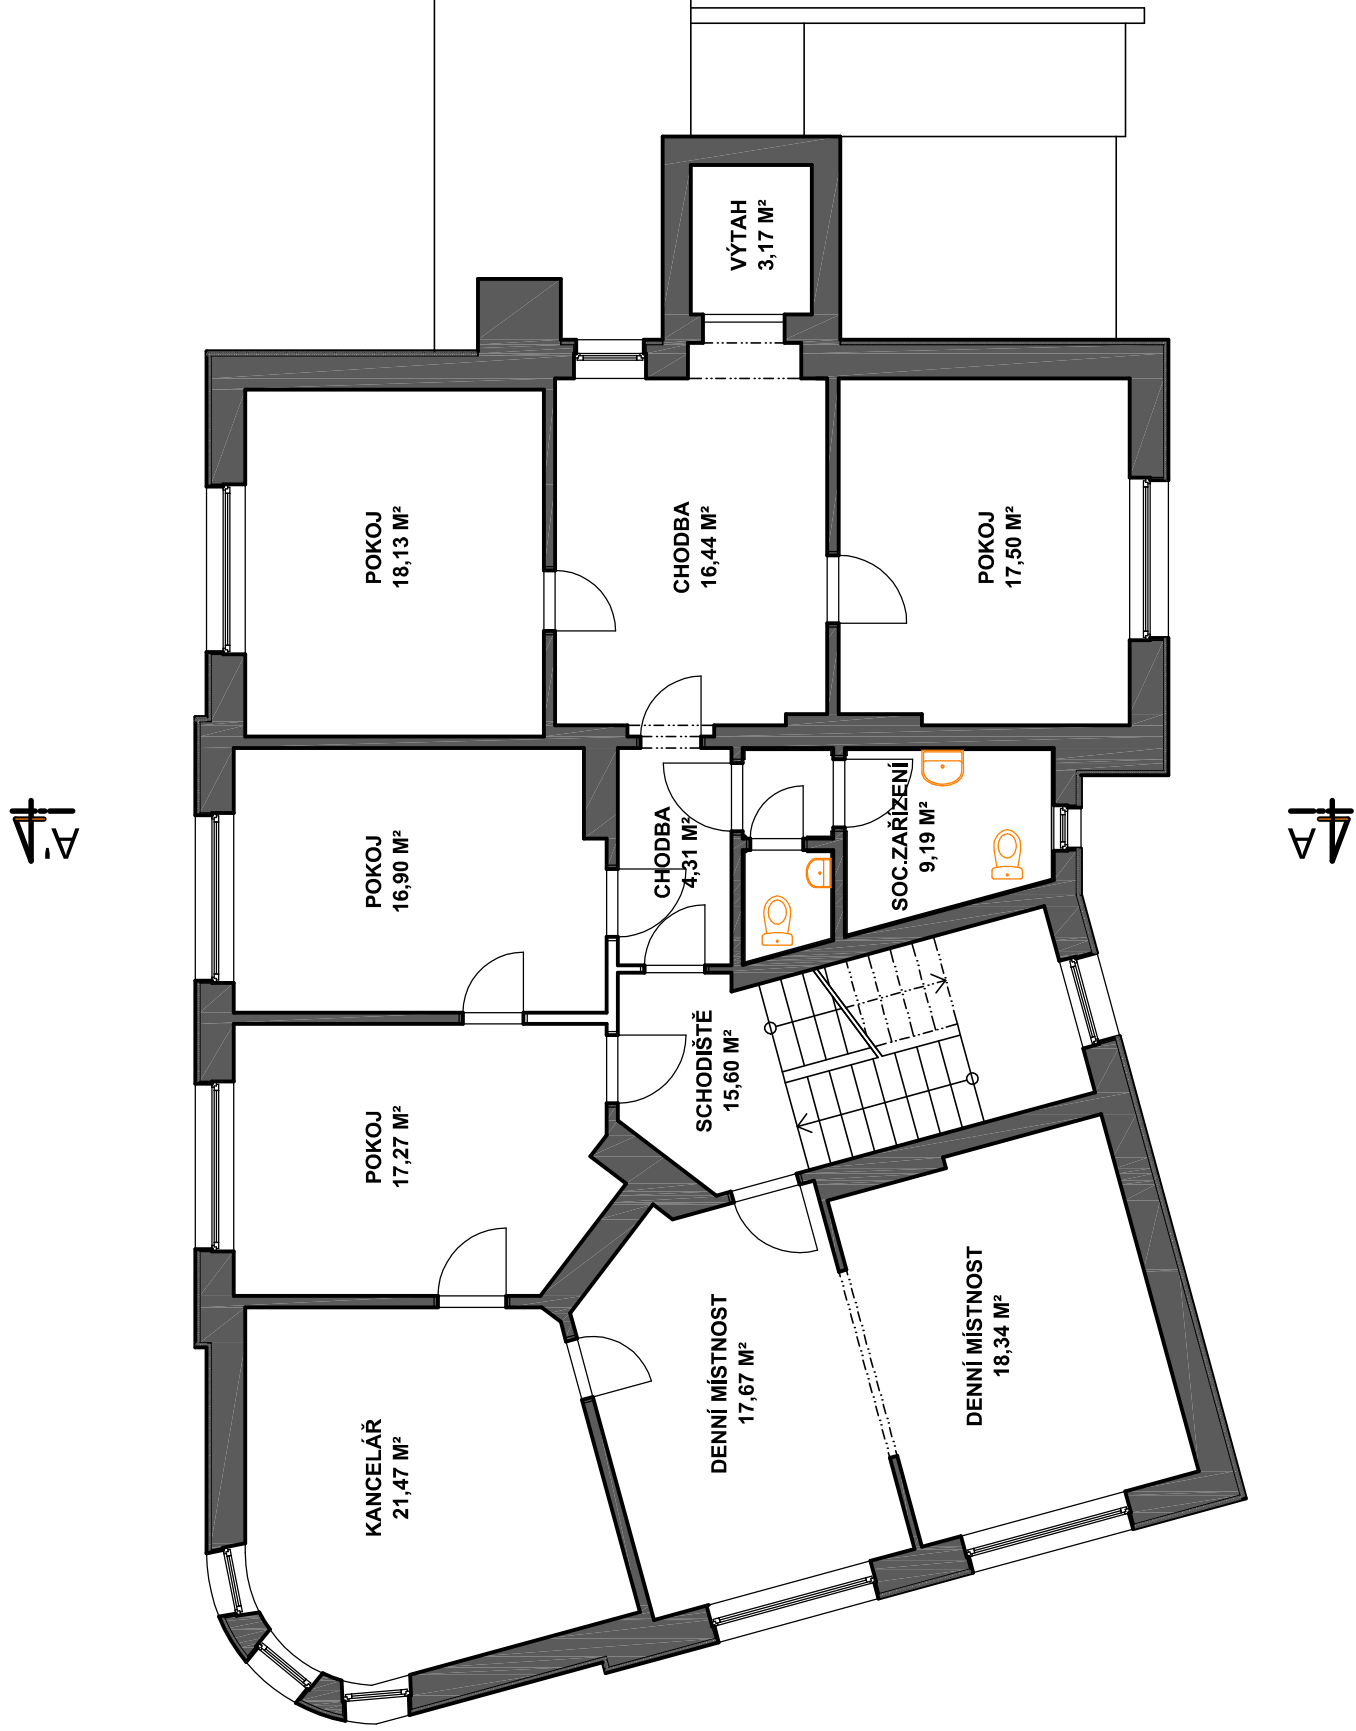 VÝTAH
3,17 M²
POKOJ
18,13 M²
CHODBA
16,44 M²
POKOJ
17,50 M²
POKOJ
16,90 M²
CHODBA
4,31 M²
SOC.ZAŘÍZENÍ
9,19 M²
A'
A
POKOJ
17,27 M²
SCHODIŠTĚ
15,60 M²
KANCELÁŘ
21,47 M²
DENNÍ MÍSTNOST
17,67 M²
DENNÍ MÍSTNOST
18,34 M²